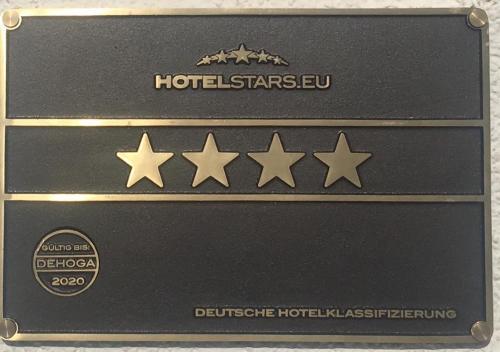 HOTELSTARS.EU
GÜLTIG BIS:
DEHOGA
2020
DEUTSCHE HOTELKLASSIFIZIERUNG